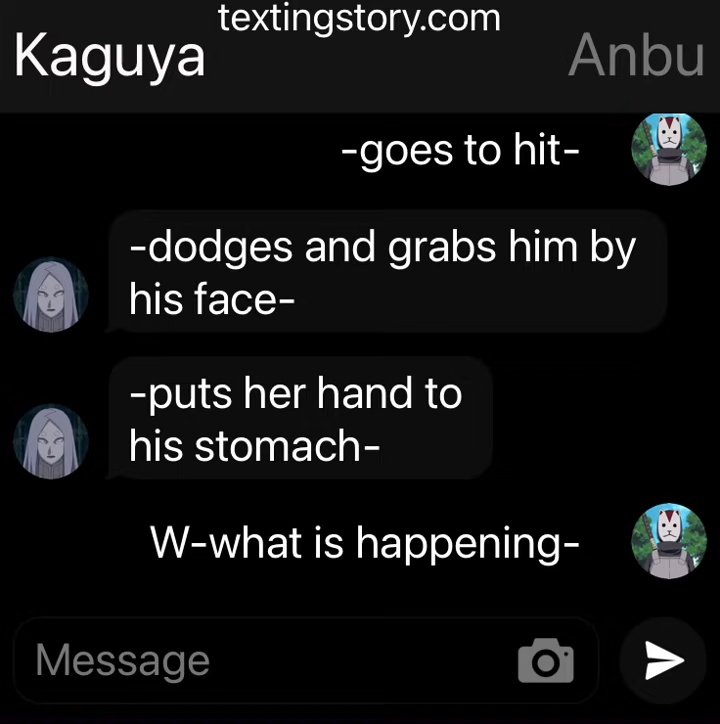 textingstory.com
Kaguya
Anbu
-goes to hit-
-dodges and grabs him by
his face-
-puts her hand to
his stomach-
W-what is happening-
Message